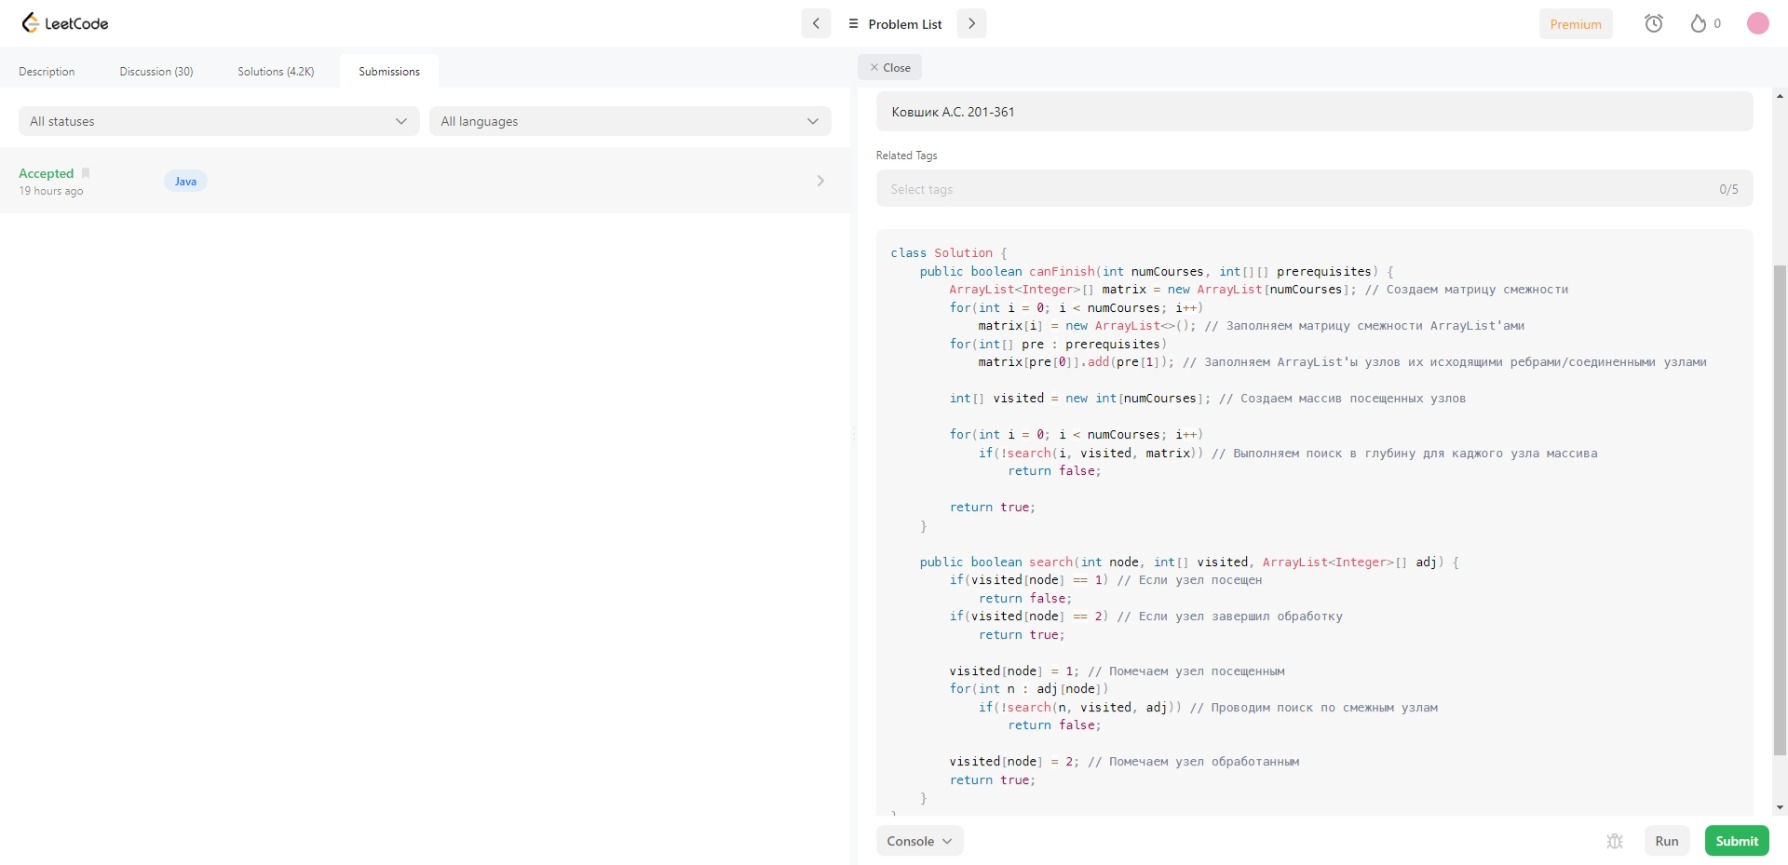 LeetCode
Problem List
Premium
0
Description
Discussion (30)
Solutions (4.2K)
Submissions
× Close
All statuses
All languages
Accepted
19 hours ago
Java
Ковшик А.С. 201-361
Related Tags
Select tags
0/5
class Solution {
    public boolean canFinish(int numCourses, int[][] prerequisites) {
        ArrayList<Integer>[] matrix = new ArrayList[numCourses]; // Создаем матрицу смежности
        for(int i = 0; i < numCourses; i++)
            matrix[i] = new ArrayList<>(); // Заполняем матрицу смежности ArrayList'ами
        for(int[] pre : prerequisites)
            matrix[pre[0]].add(pre[1]); // Заполняем ArrayList'ы узлов их исходящими ребрами/соединенными узлами
        int[] visited = new int[numCourses]; // Создаем массив посещенных узлов
        for(int i = 0; i < numCourses; i++)
            if(!search(i, visited, matrix)) // Выполняем поиск в глубину для каджого узла массива
                return false;
        return true;
    }
    public boolean search(int node, int[] visited, ArrayList<Integer>[] adj) {
        if(visited[node] == 1) // Если узел посещен
            return false;
        if(visited[node] == 2) // Если узел завершил обработку
            return true;
        visited[node] = 1; // Помечаем узел посещенным
        for(int n : adj[node])
            if(!search(n, visited, adj)) // Проводим поиск по смежным узлам
                return false;
        visited[node] = 2; // Помечаем узел обработанным
        return true;
    }
}
Console
Run
Submit